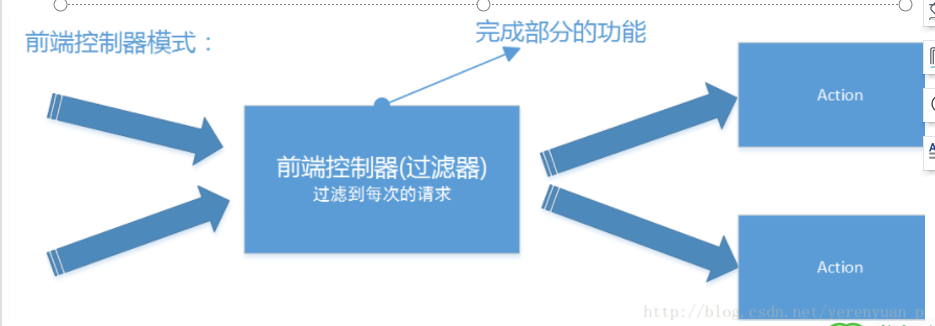 前端控制器模式：
完成部分的功能
Action
前端控制器(过滤器)
过滤到每次的请求
Action
http://blog.csdn.net/yerenyuan_p